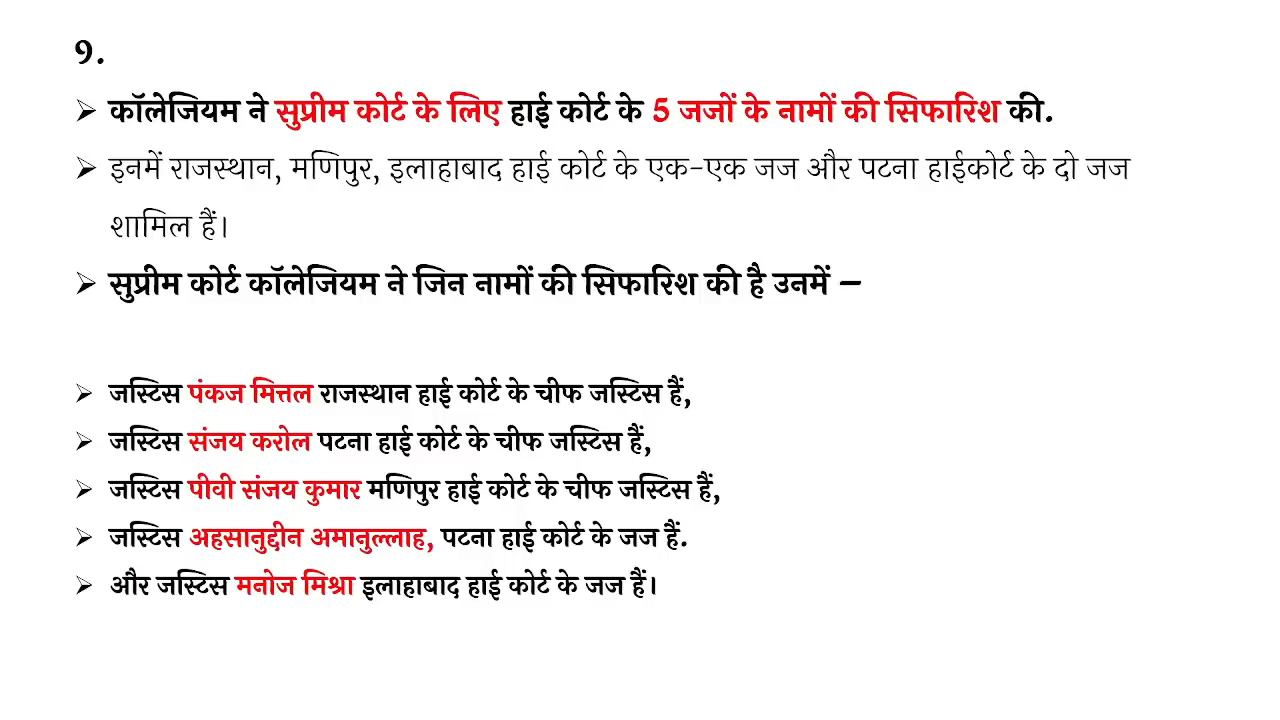 9.
➢ कॉलेजियम ने सुप्रीम कोर्ट के लिए हाई कोर्ट के 5 जजों के नामों की सिफारिश की.
➢ इनमें राजस्थान, मणिपुर, इलाहाबाद हाई कोर्ट के एक-एक जज और पटना हाईकोर्ट के दो जज
शामिल हैं।
➢ सुप्रीम कोर्ट कॉलेजियम ने जिन नामों की सिफारिश की है उनमें –
➢ जस्टिस पंकज मित्तल राजस्थान हाई कोर्ट के चीफ जस्टिस हैं,
➢ जस्टिस संजय करोल पटना हाई कोर्ट के चीफ जस्टिस हैं,
➢ जस्टिस पीवी संजय कुमार मणिपुर हाई कोर्ट के चीफ जस्टिस हैं,
➢ जस्टिस अहसानुद्दीन अमानुल्लाह, पटना हाई कोर्ट के जज हैं.
➢ और जस्टिस मनोज मिश्रा इलाहाबाद हाई कोर्ट के जज हैं।